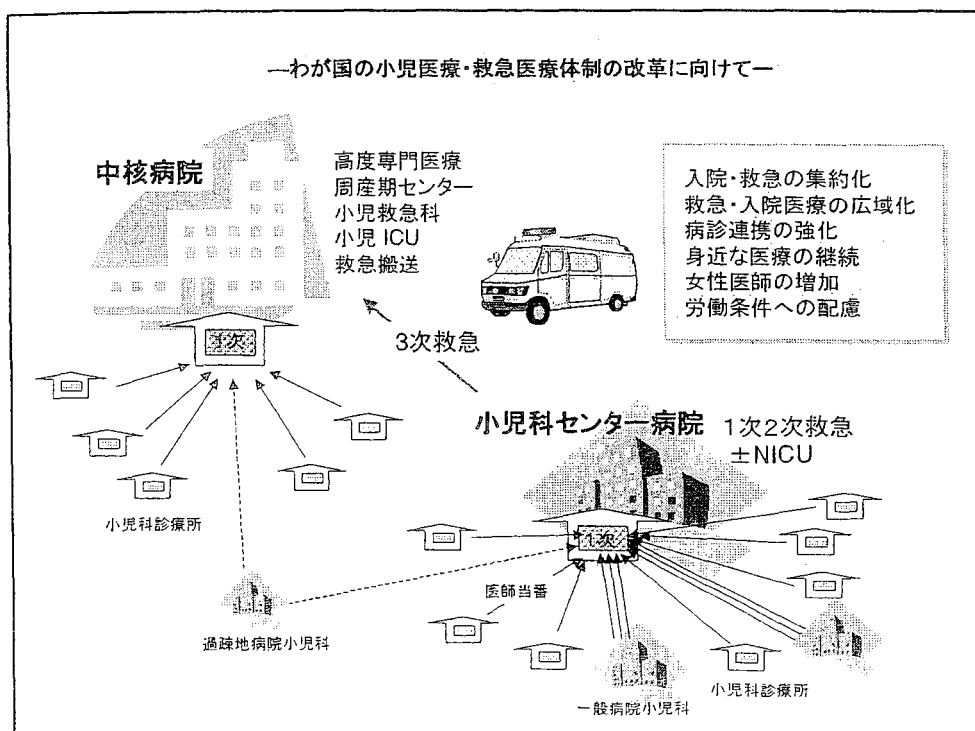 ―わが国の小児医療・救急医療体制の改革に向けて―
中核病院
高度専門医療
周産期センター
小児救急科
小児 ICU
救急搬送
入院・救急の集約化
救急・入院医療の広域化
病診連携の強化
身近な医療の継続
女性医師の増加
労働条件への配慮
1次
3次救急
小児科センター病院
1次2次救急
±NICU
小児科診療所
1次
医師当番
過疎地病院小児科
小児科診療所
一般病院小児科